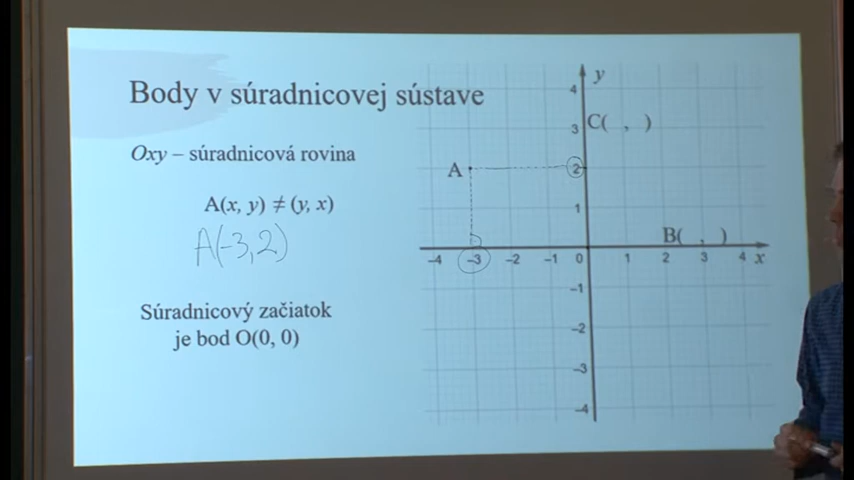 Body v súradnicovej sústave
Oxy – súradnicová rovina
A(x, y) ≠ (y, x)
A(-3,2)
Súradnicový začiatok
je bod O(0, 0)
y
4
3 C( , )
A 2
1
B( , )
–4 –3 –2 –1 0 1 2 3 4 x
–1
–2
–3
–4